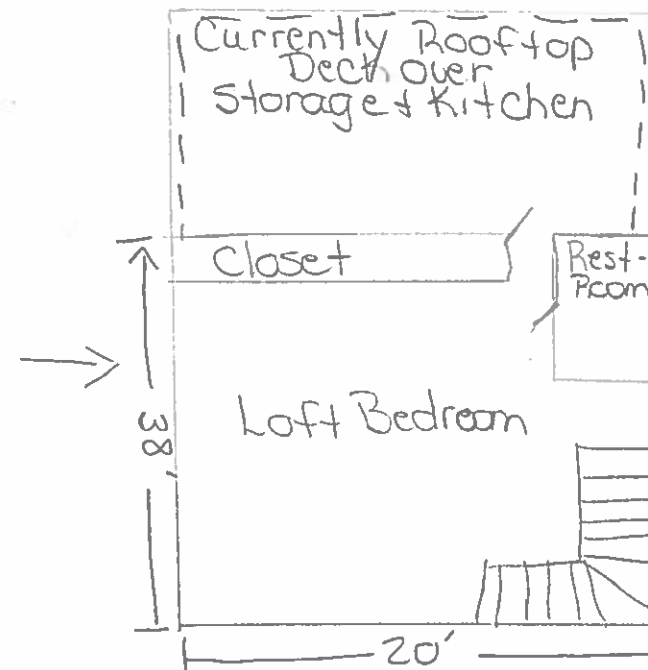 Currently Rooftop
Deck over
Storage & Kitchen
Closet
Rest-
Room
Loft Bedroom
38'
20'